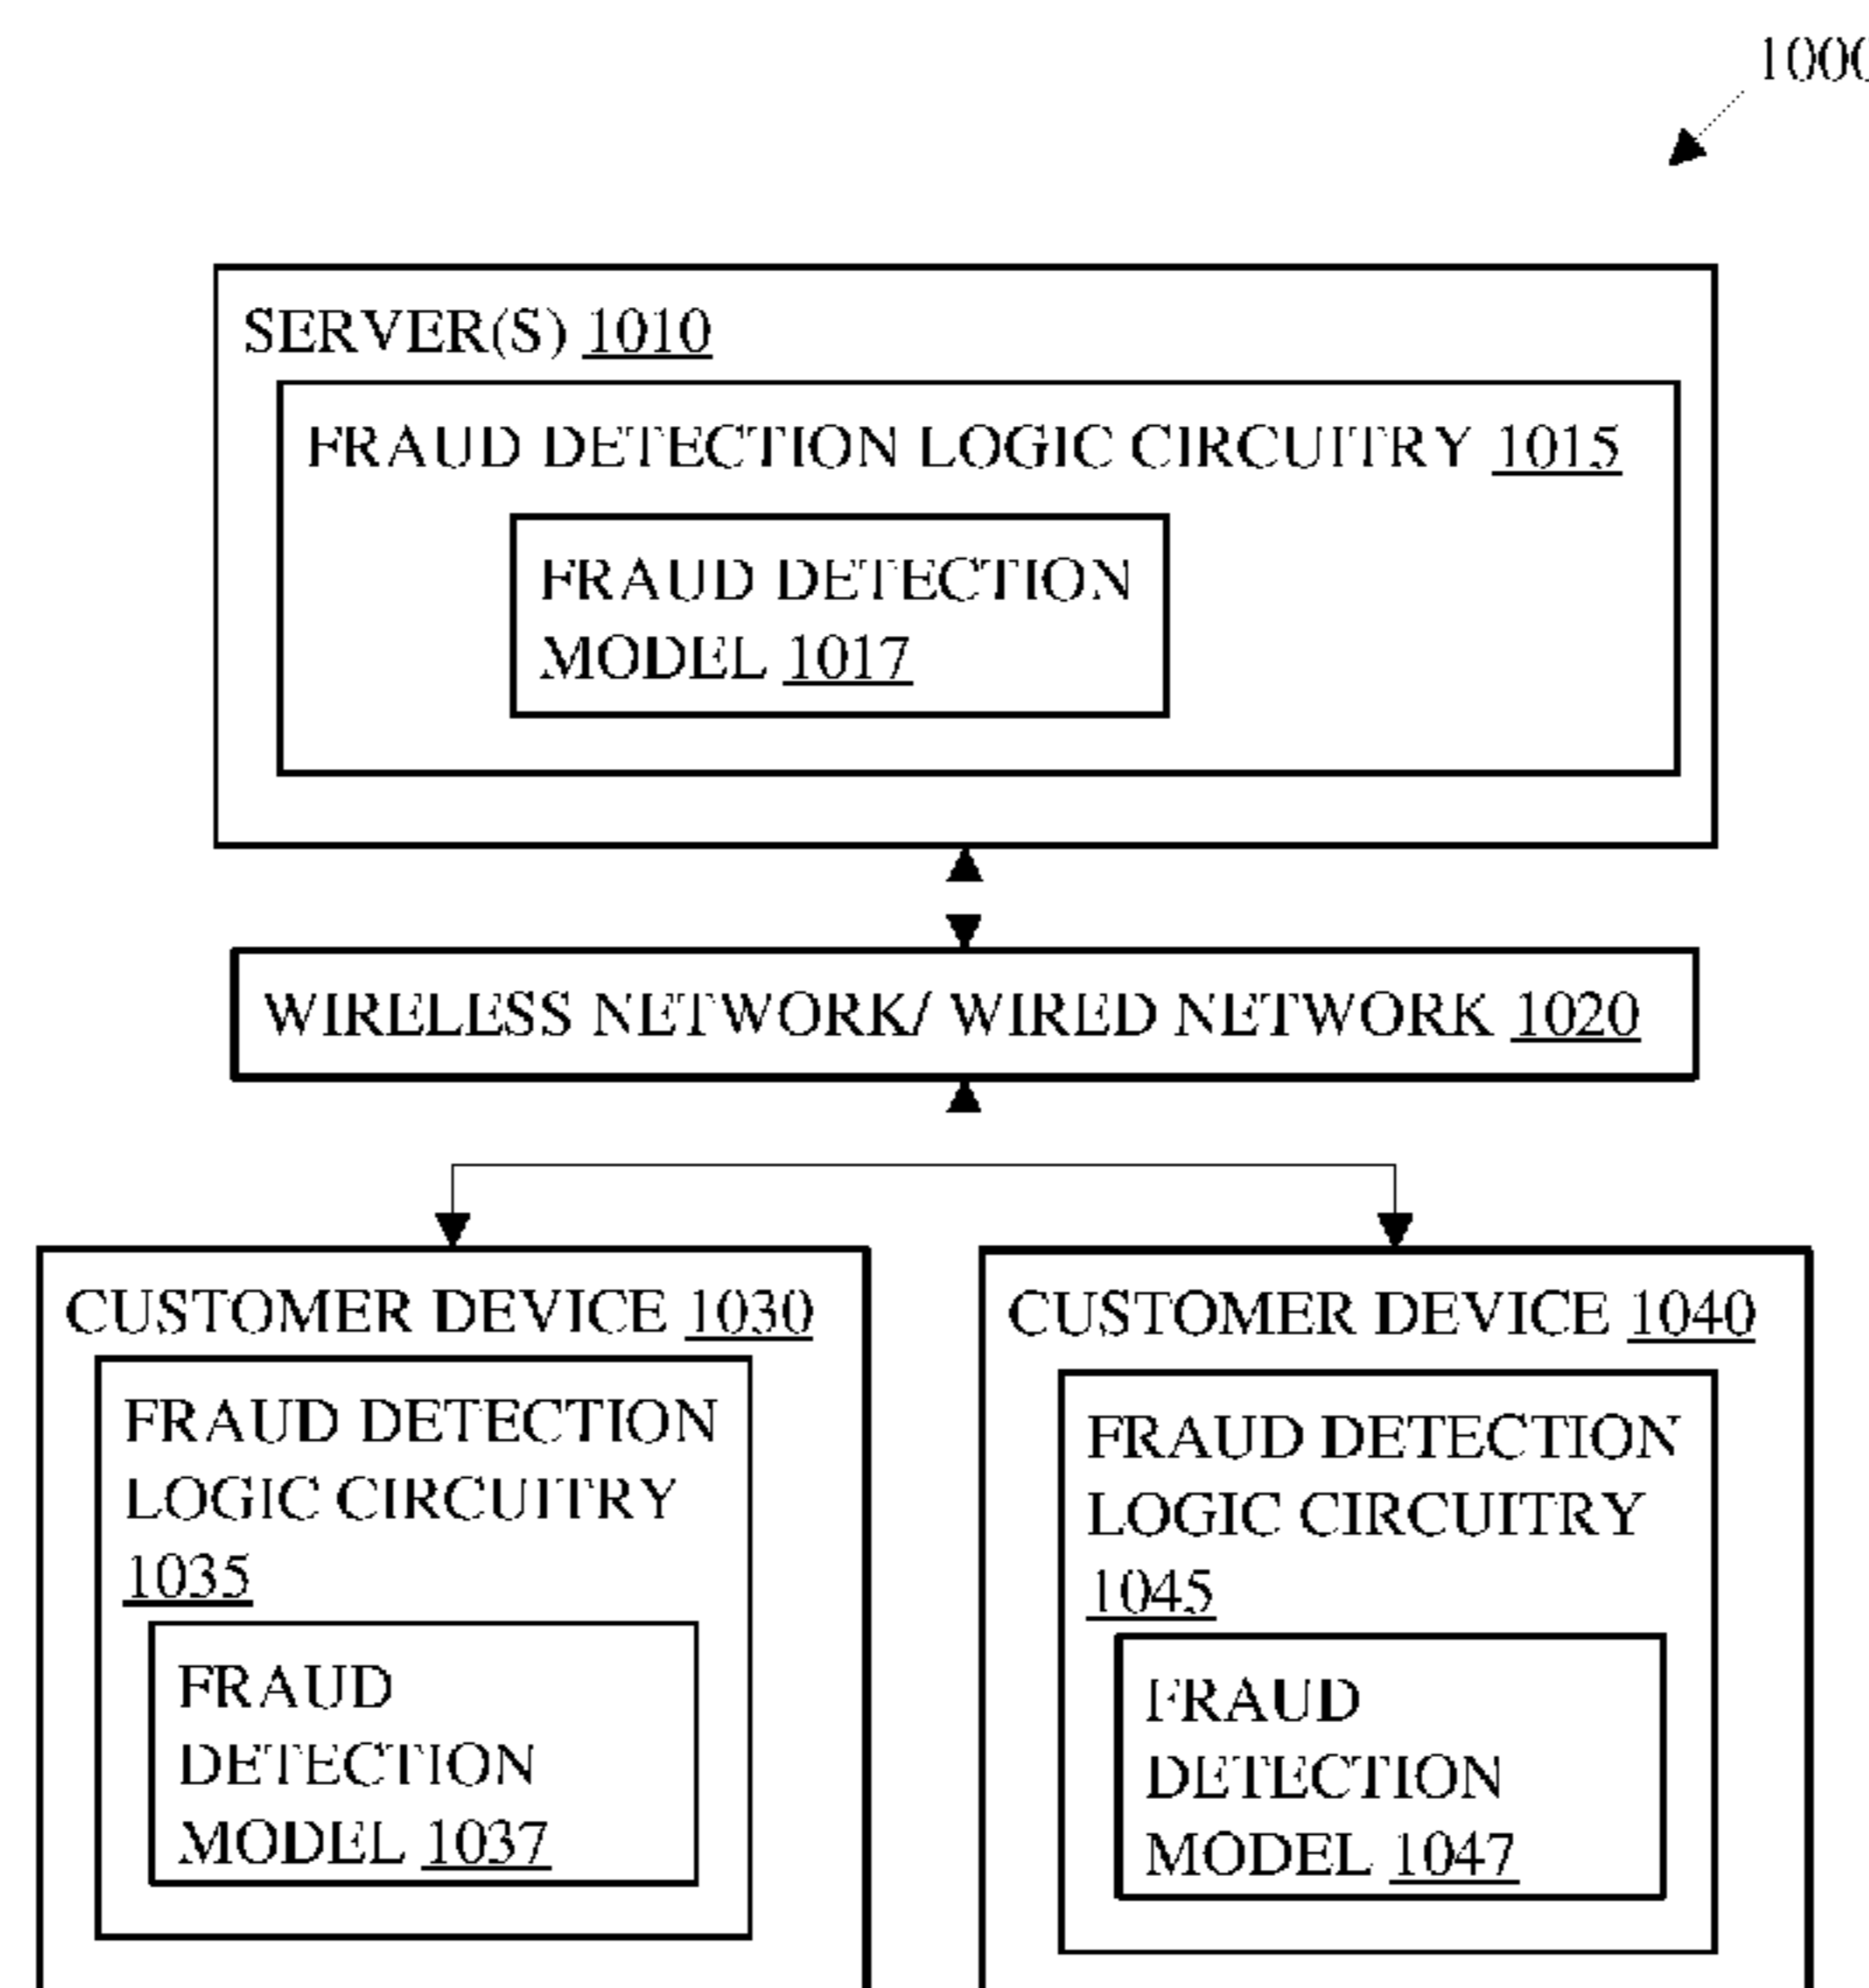 1000
SERVER(S) 1010
FRAUD DETECTION LOGIC CIRCUITRY 1015
FRAUD DETECTION
MODEL 1017
WIRELESS NETWORK/ WIRED NETWORK 1020
CUSTOMER DEVICE 1030
FRAUD DETECTION
LOGIC CIRCUITRY
1035
FRAUD
DETECTION
MODEL 1037
CUSTOMER DEVICE 1040
FRAUD DETECTION
LOGIC CIRCUITRY
1045
FRAUD
DETECTION
MODEL 1047